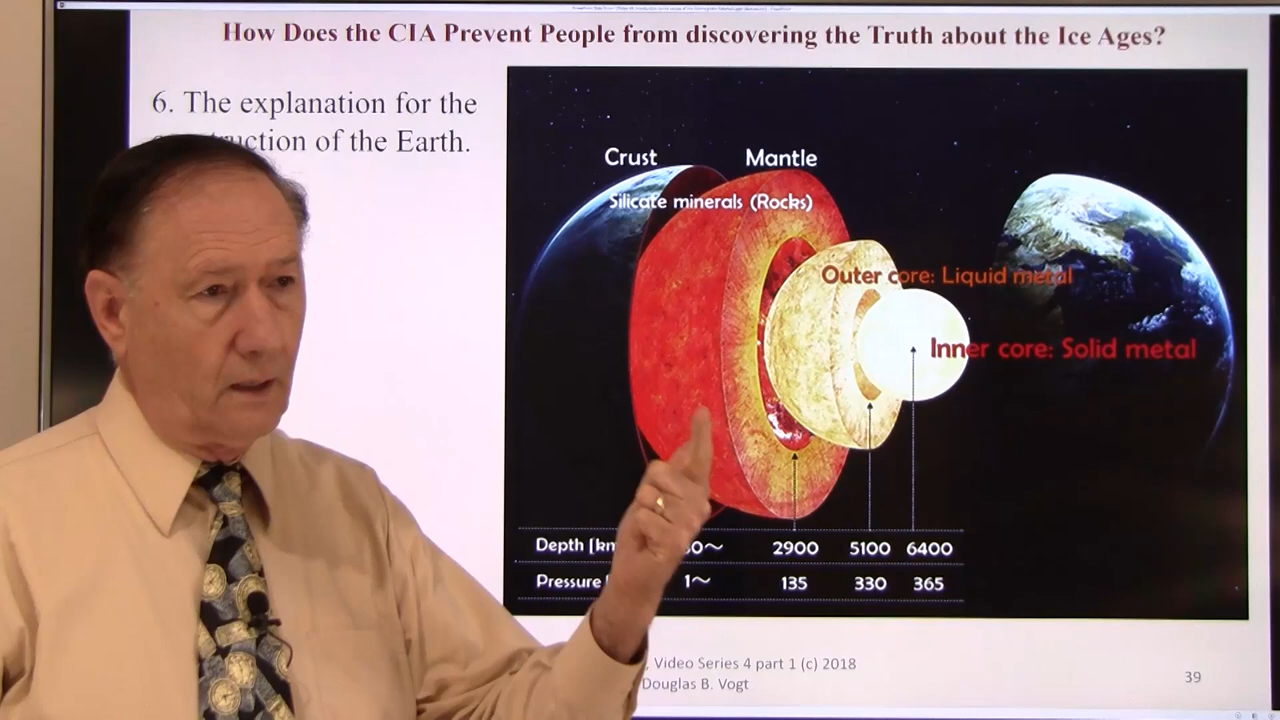 How Does the CIA Prevent People from discovering the Truth about the Ice Ages?
6. The explanation for the
of the Earth.
Crust
Mantle
Silicate minerals (Rocks)
Outer core: Liquid metal
Inner core: Solid metal
Depth [km 2900 5100 6400
Pressure 1~ 135 330 365
, Video Series 4 part 1 (c) 2018
Douglas B. Vogt
39